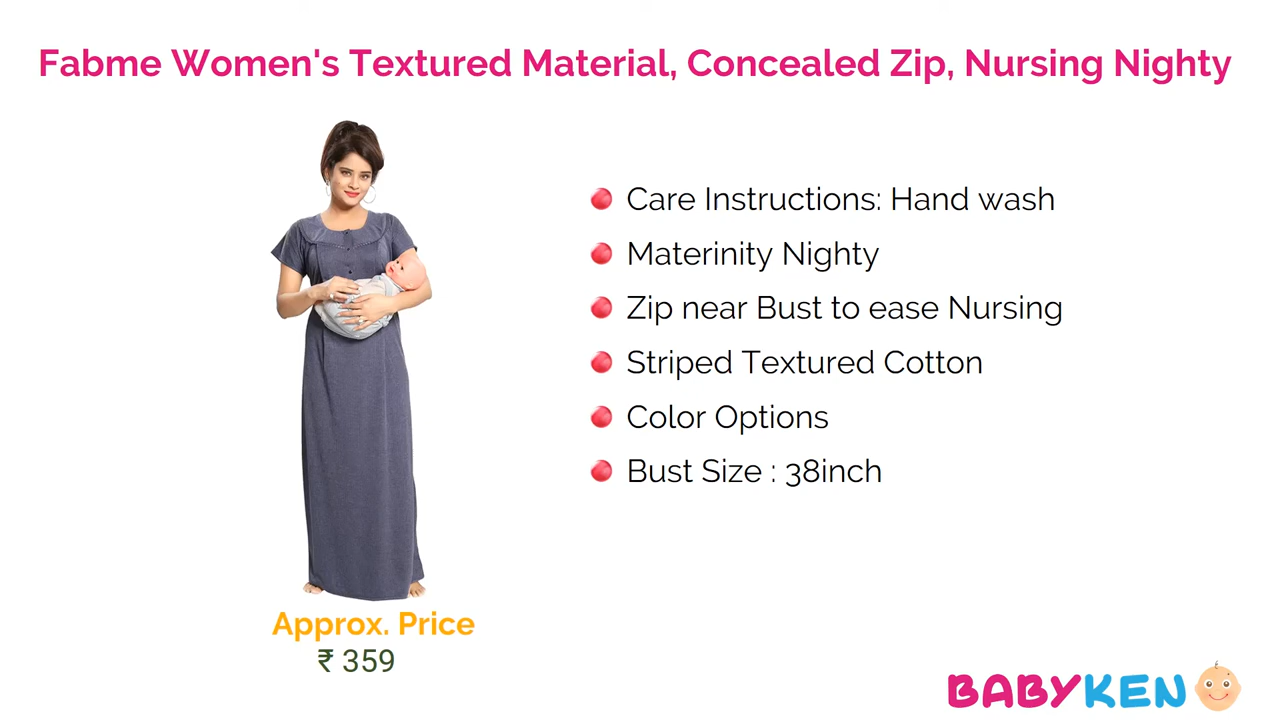 Fabme Women's Textured Material, Concealed Zip, Nursing Nighty
Care Instructions: Hand wash
Materinity Nighty
Zip near Bust to ease Nursing
Striped Textured Cotton
Color Options
Bust Size : 38inch
Approx. Price
₹ 359
BABYKEN